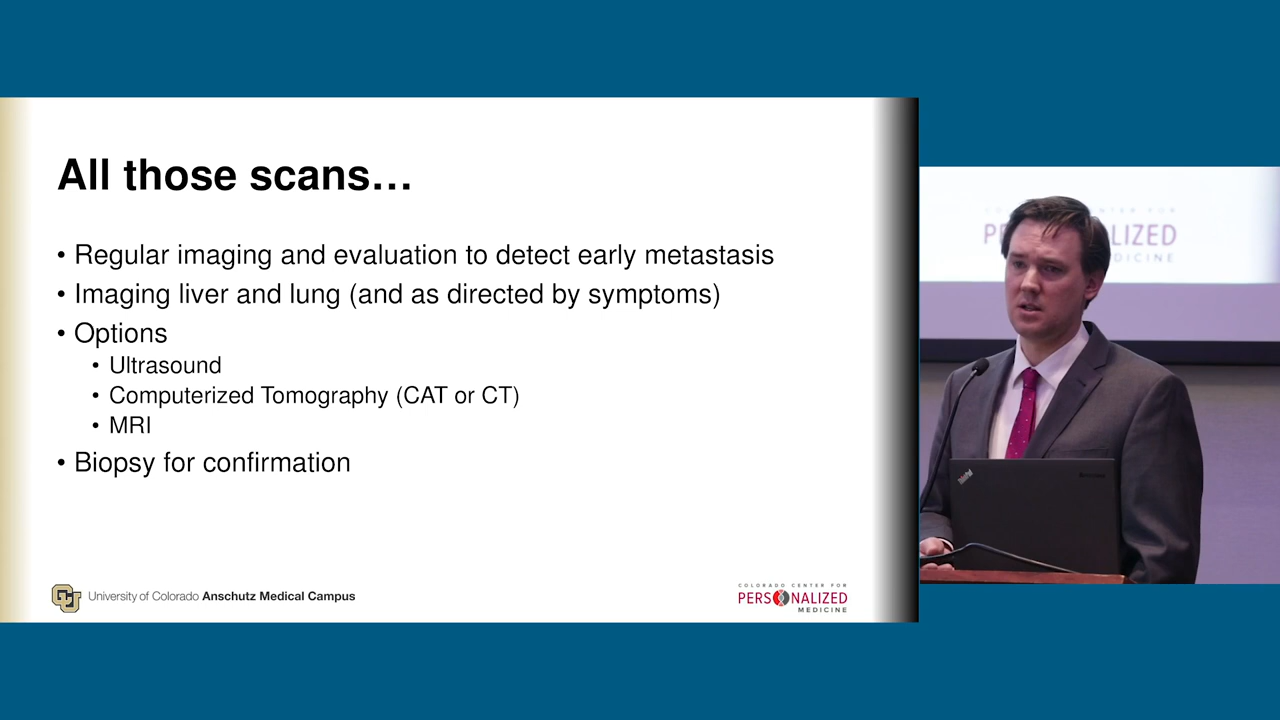 All those scans…
• Regular imaging and evaluation to detect early metastasis
• Imaging liver and lung (and as directed by symptoms)
• Options
• Ultrasound
• Computerized Tomography (CAT or CT)
• MRI
• Biopsy for confirmation
CU
University of Colorado Anschutz Medical Campus
COLORADO CENTER FOR
PERSONALIZED
MEDICINE
ThinkPad